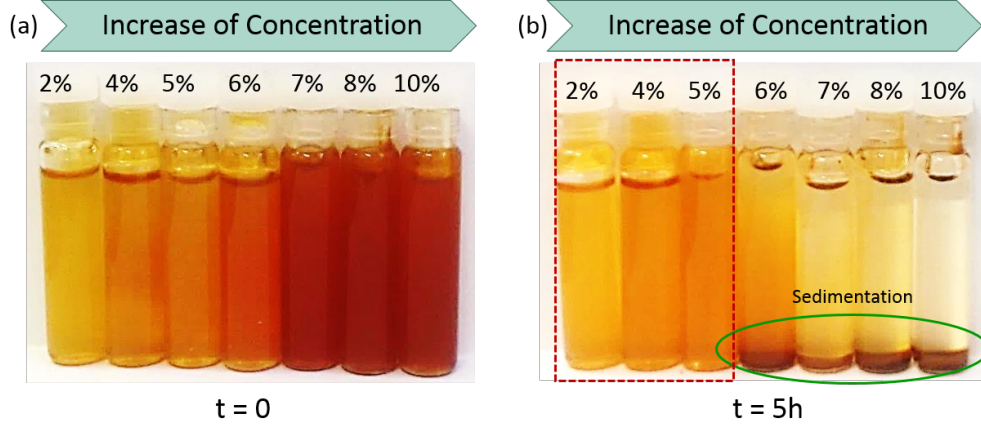 (a) Increase of Concentration
2% 4% 5% 6% 7% 8% 10%
t = 0
(b) Increase of Concentration
2% 4% 5% 6% 7% 8% 10%
Sedimentation
t = 5h